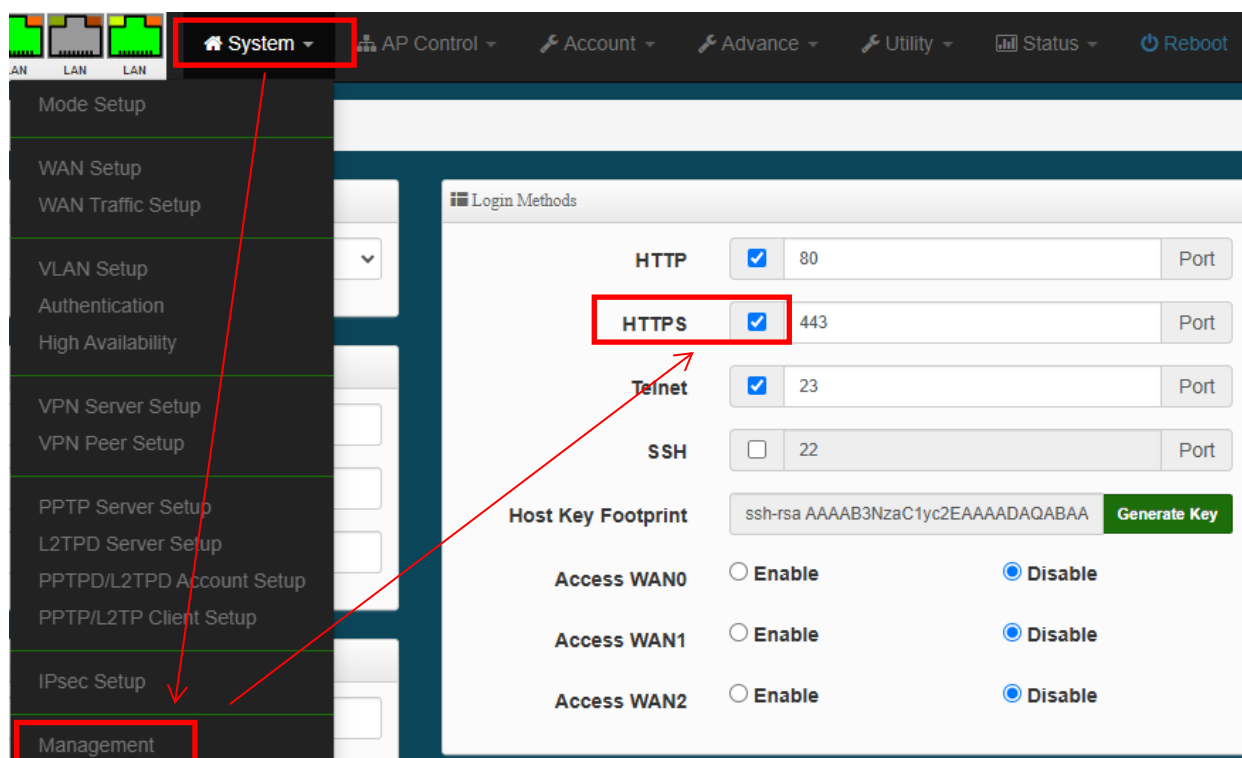 System AP Control Account Advance Utility Status Reboot
LAN LAN LAN
Mode Setup
WAN Setup
WAN Traffic Setup
VLAN Setup
Authentication
High Availability
VPN Server Setup
VPN Peer Setup
PPTP Server Setup
L2TPD Server Setup
PPTPD/L2TPD Account Setup
PPTP/L2TP Client Setup
IPsec Setup
Management
Login Methods
HTTP 80 Port
HTTPS 443 Port
Telnet 23 Port
SSH 22 Port
Host Key Footprint ssh-rsa AAAAB3NzaC1yc2EAAAADAQABAA Generate Key
Access WAN0 Enable Disable
Access WAN1 Enable Disable
Access WAN2 Enable Disable